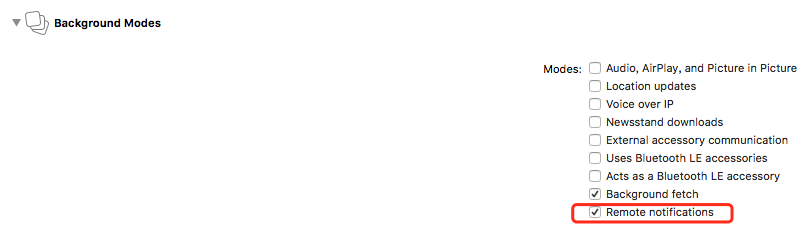 Background Modes
Modes: Audio, AirPlay, and Picture in Picture
Location updates
Voice over IP
Newsstand downloads
External accessory communication
Uses Bluetooth LE accessories
Acts as a Bluetooth LE accessory
Background fetch
Remote notifications